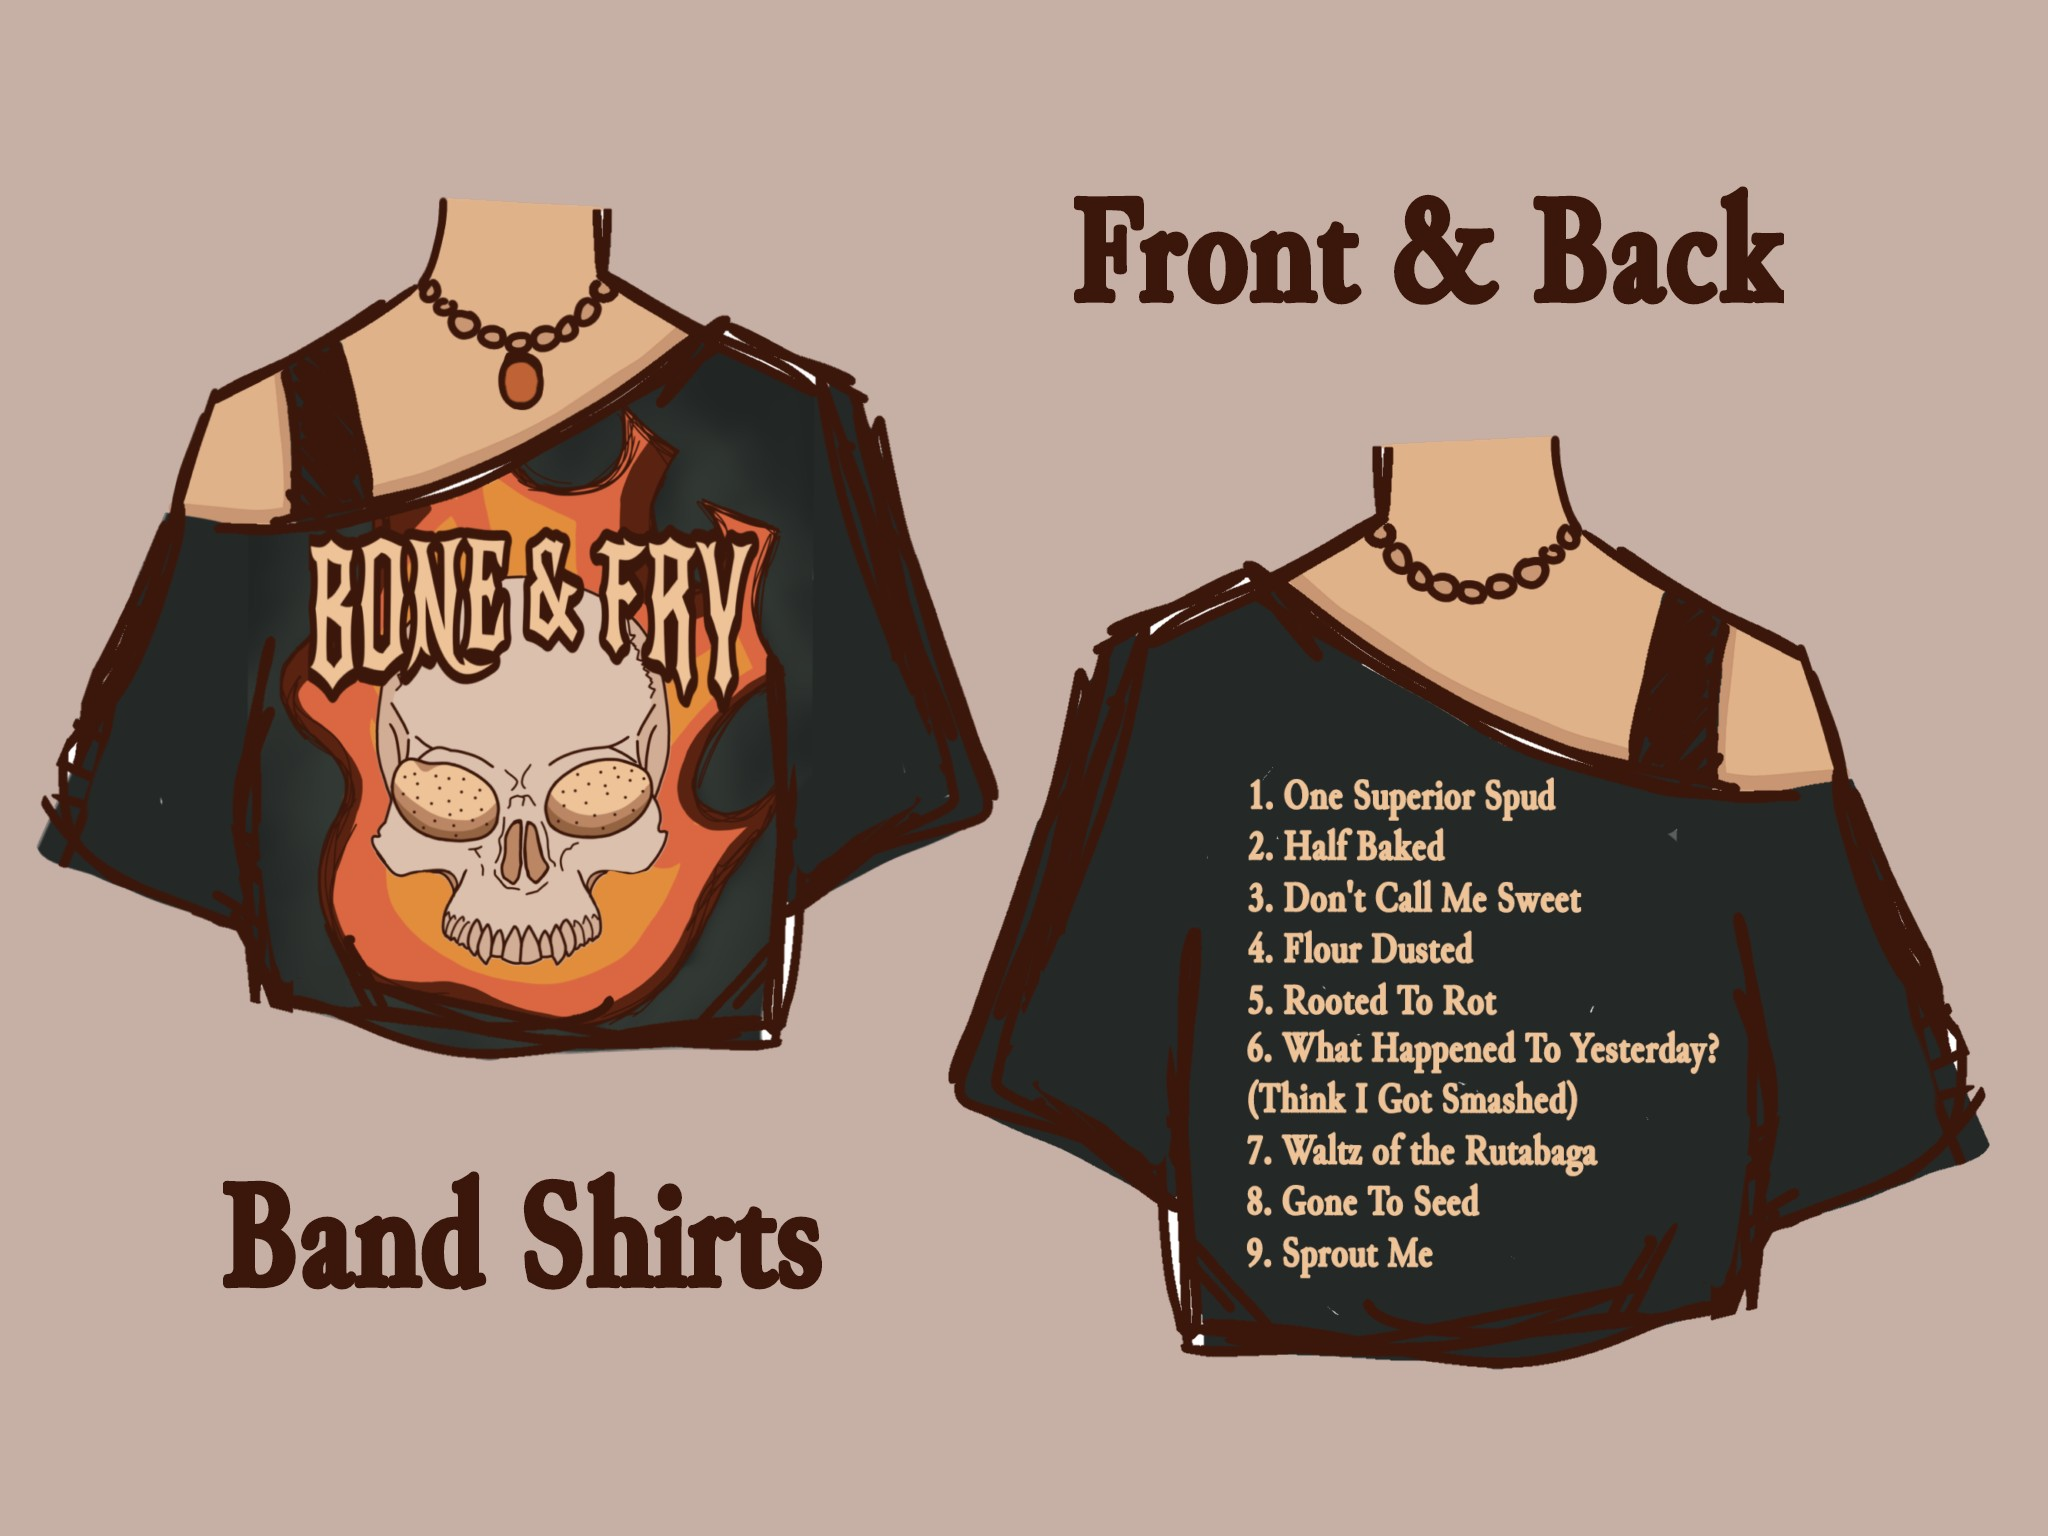 Front & Back
BONE & FRY
1. One Superior Spud
2. Half Baked
3. Don't Call Me Sweet
4. Flour Dusted
5. Rooted To Rot
6. What Happened To Yesterday?
(Think I Got Smashed)
7. Waltz of the Rutabaga
8. Gone To Seed
9. Sprout Me
Band Shirts